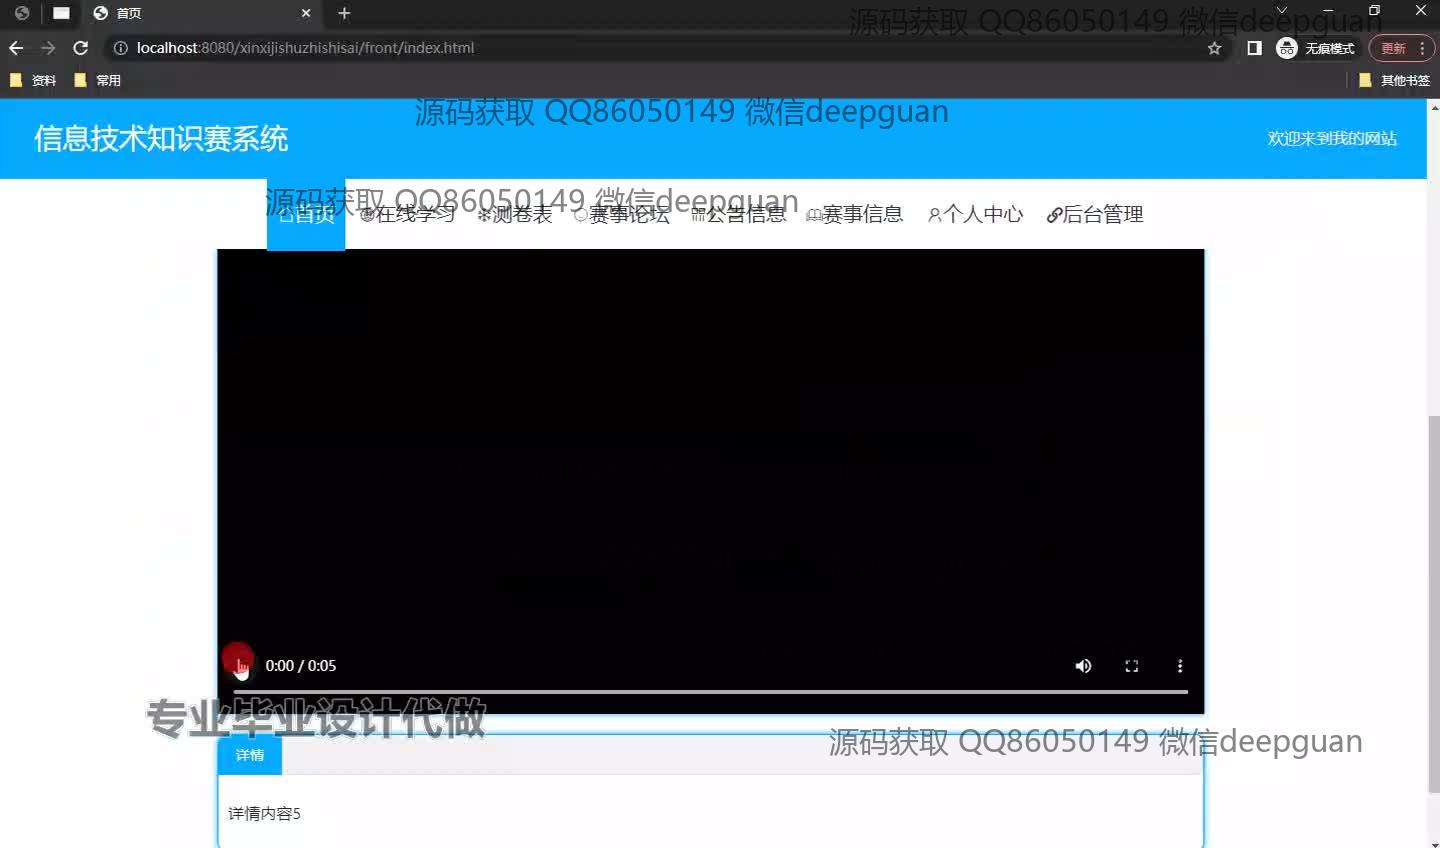 首页
源码获取 QQ86050149 微信deepguan
localhost:8080/xinxijishuzhishisai/front/index.html
无痕模式
更新
资料
常用
其他书签
源码获取 QQ86050149 微信deepguan
信息技术知识赛系统
欢迎来到我的网站
源码获取 QQ86050149 微信deepguan
首页 在线学习 测卷表 赛事论坛 公告信息 赛事信息 个人中心 后台管理
0:00 / 0:05
专业毕业设计代做
源码获取 QQ86050149 微信deepguan
详情
详情内容5